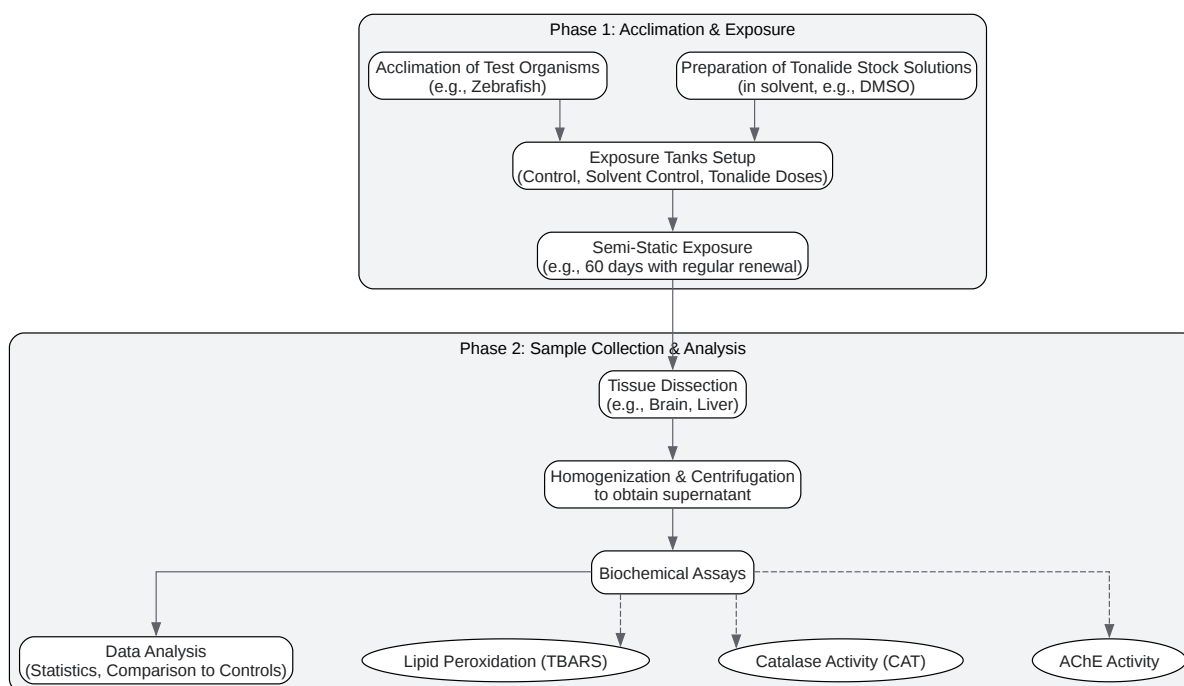 Phase 1: Acclimation & Exposure
Acclimation of Test Organisms
(e.g., Zebrafish)
Preparation of Tonalide Stock Solutions
(in solvent, e.g., DMSO)
Exposure Tanks Setup
(Control, Solvent Control, Tonalide Doses)
Semi-Static Exposure
(e.g., 60 days with regular renewal)
Phase 2: Sample Collection & Analysis
Tissue Dissection
(e.g., Brain, Liver)
Homogenization & Centrifugation
to obtain supernatant
Biochemical Assays
Data Analysis
(Statistics, Comparison to Controls)
Lipid Peroxidation (TBARS)
Catalase Activity (CAT)
AChE Activity